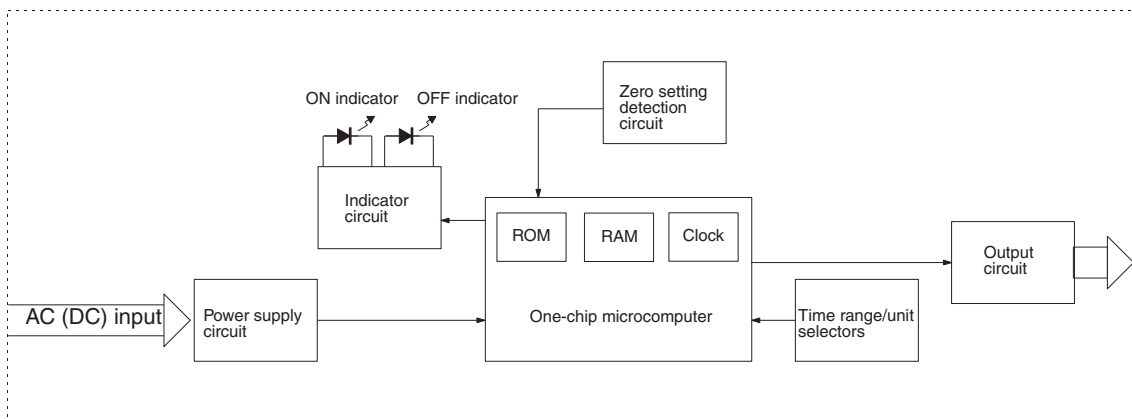 Zero setting
detection
circuit
ON indicator
OFF indicator
Indicator
circuit
ROM
RAM
Clock
Output
circuit
AC (DC) input
Power supply
circuit
One-chip microcomputer
Time range/unit
selectors